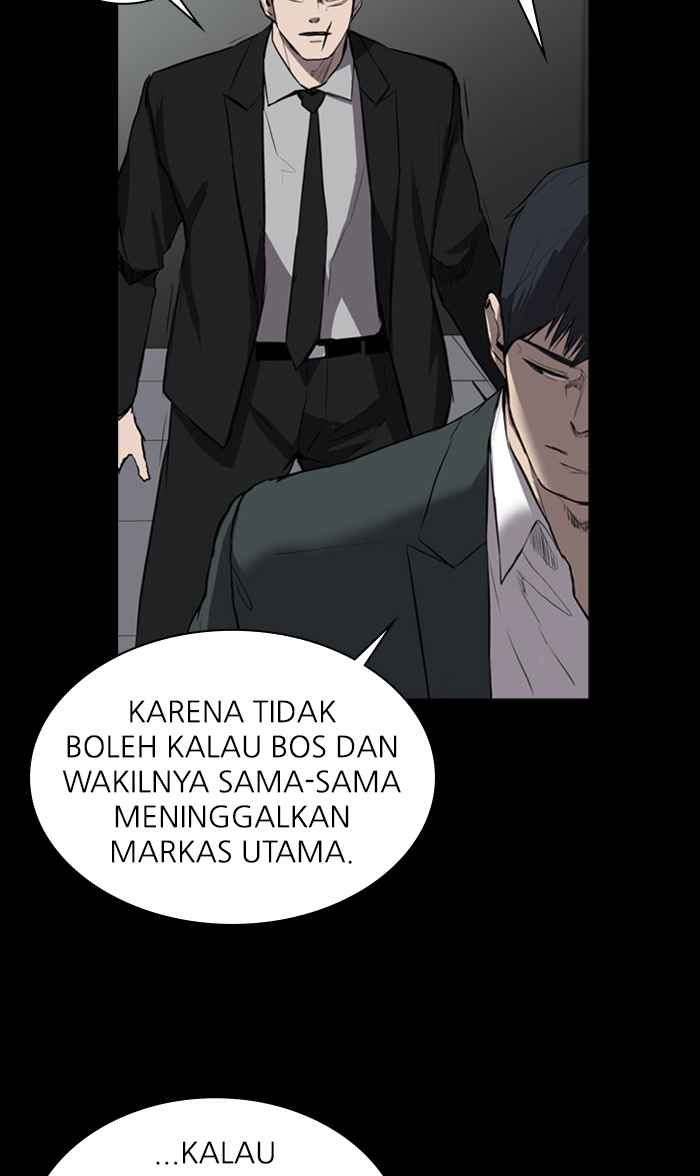 KARENA TIDAK
BOLEH KALAU BOS DAN
WAKILNYA SAMA-SAMA
MENINGGALKAN
MARKAS UTAMA.
...KALAU